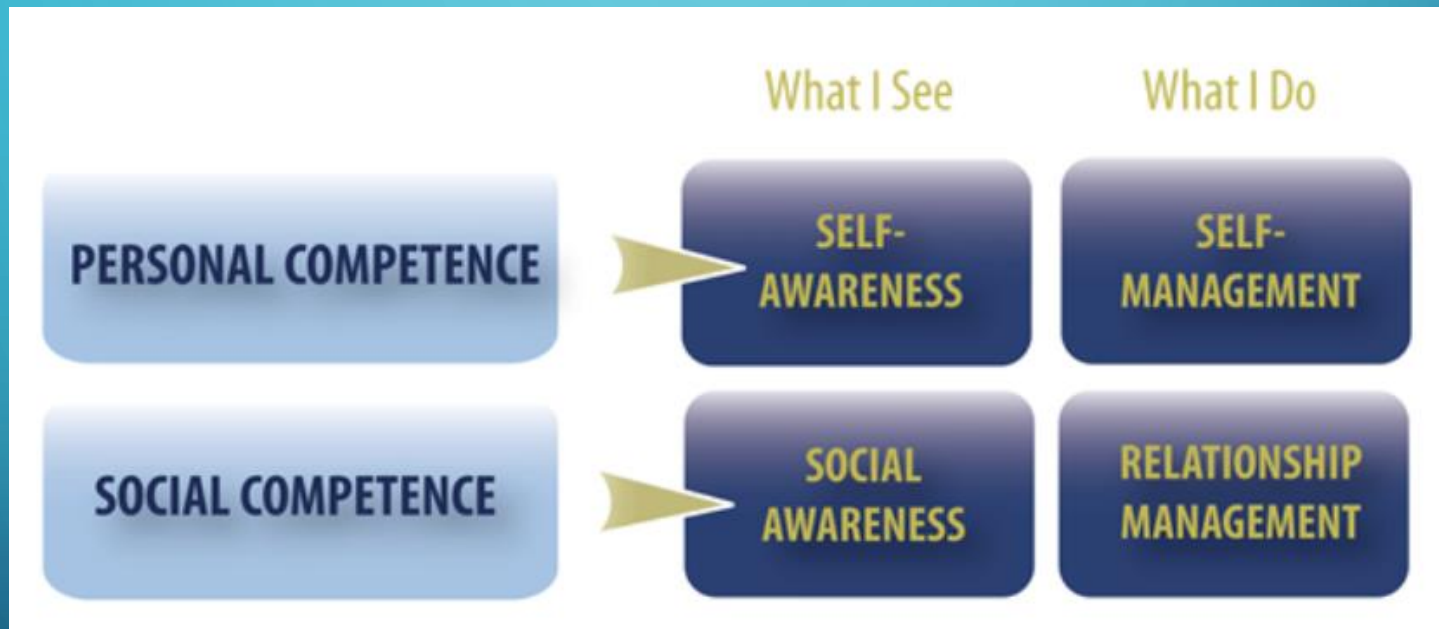 What I See
What I Do
PERSONAL COMPETENCE
SELF-
AWARENESS
SELF-
MANAGEMENT
SOCIAL COMPETENCE
SOCIAL
AWARENESS
RELATIONSHIP
MANAGEMENT